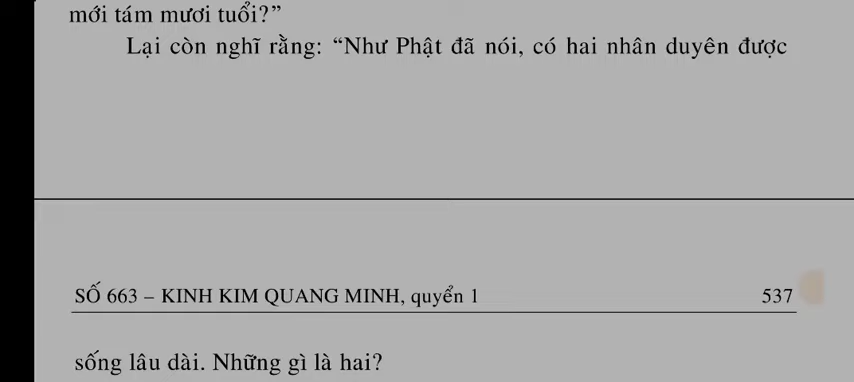 mới tám mươi tuổi?”
Lại còn nghĩ rằng: “Như Phật đã nói, có hai nhân duyên được
SỐ 663 – KINH KIM QUANG MINH, quyển 1 537
sống lâu dài. Những gì là hai?